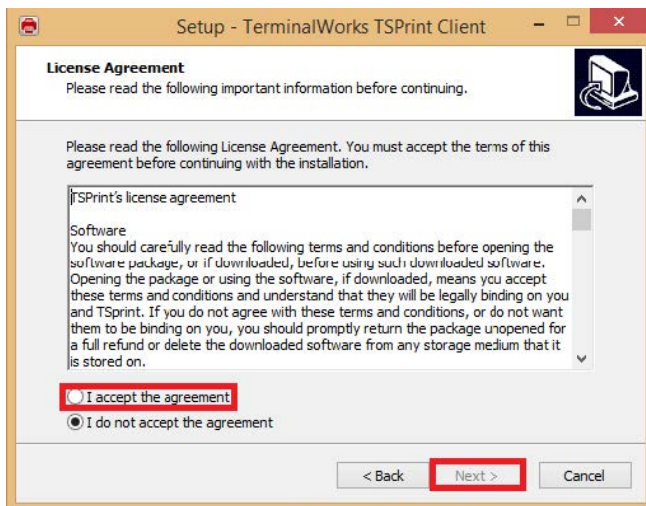 Setup - TerminalWorks TSPrint Client
License Agreement
Please read the following important information before continuing.
Please read the following License Agreement. You must accept the terms of this
agreement before continuing with the installation.
TSPrint's license agreement
Software
You should carefully read the following terms and conditions before opening the
software package, or if downloaded, before using such downloaded software.
Opening the package or using the software, if downloaded, means you accept
these terms and conditions and understand that they will be legally binding on you
and TSprint. If you do not agree with these terms and conditions, or do not want
them to be binding on you, you should promptly return the package unopened for
a full refund or delete the downloaded software from any storage medium that it
is stored on.
I accept the agreement
I do not accept the agreement
< Back Next > Cancel